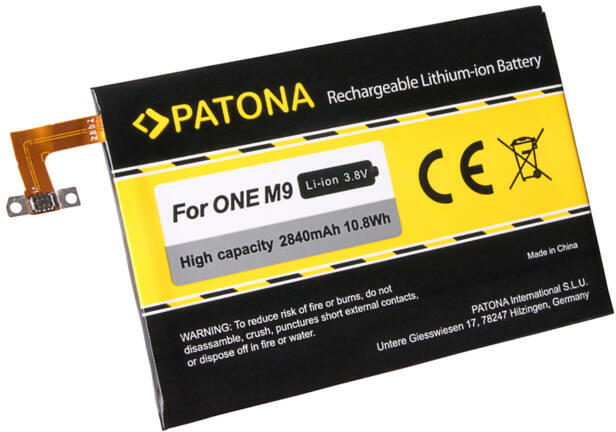 PATONA
Rechargeable Lithium-ion Battery
For ONE M9
Li-ion 3.8V
High capacity 2840mAh 10.8Wh
CE
Made in China
WARNING: To reduce risk of fire or burns, do not
disassemble, crush, punctures short external contacts,
or dispose off in fire or water.
PATONA International S.L.U.
Untere Giesswiesen 17, 78247 Hilzingen, Germany